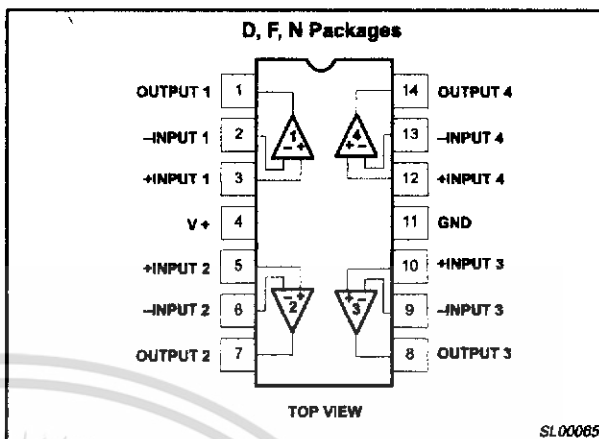 D, F, N Packages
OUTPUT 1 1 14 OUTPUT 4
–INPUT 1 2 1 4 13 –INPUT 4
– + + –
+INPUT 1 3 12 +INPUT 4
V + 4 11 GND
+INPUT 2 5 10 +INPUT 3
– + + –
–INPUT 2 6 2 3 9 –INPUT 3
OUTPUT 2 7 8 OUTPUT 3
TOP VIEW
SL00065